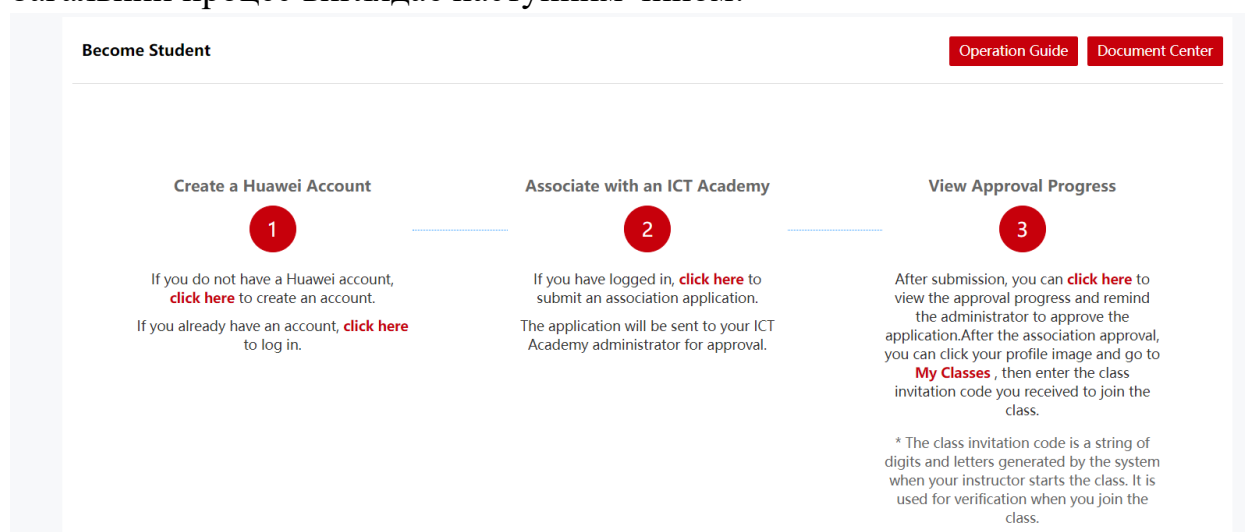 Become Student
Operation Guide
Document Center
Create a Huawei Account
1
If you do not have a Huawei account,
click here to create an account.
If you already have an account, click here
to log in.
Associate with an ICT Academy
2
If you have logged in, click here to
submit an association application.
The application will be sent to your ICT
Academy administrator for approval.
View Approval Progress
3
After submission, you can click here to
view the approval progress and remind
the administrator to approve the
application.After the association approval,
you can click your profile image and go to
My Classes , then enter the class
invitation code you received to join the
class.
* The class invitation code is a string of
digits and letters generated by the system
when your instructor starts the class. It is
used for verification when you join the
class.